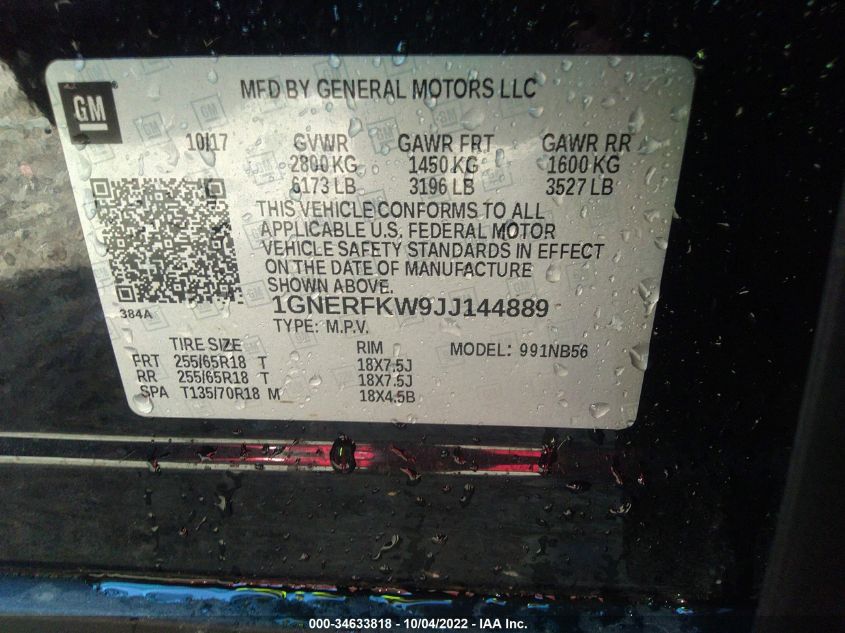 MFD BY GENERAL MOTORS LLC
GM
10/17 GVWR GAWR FRT GAWR RR
2800 KG 1450 KG 1600 KG
6173 LB 3196 LB 3527 LB
THIS VEHICLE CONFORMS TO ALL
APPLICABLE U.S. FEDERAL MOTOR
VEHICLE SAFETY STANDARDS IN EFFECT
ON THE DATE OF MANUFACTURE
SHOWN ABOVE.
1GNERFKW9JJ144889
384A
TYPE: M.P.V.
TIRE SIZE RIM MODEL: 991NB56
FRT 255/65R18 T 18X7.5J
RR 255/65R18 T 18X7.5J
SPA T135/70R18 M 18X4.5B
000-34633818 - 10/04/2022 - IAA Inc.